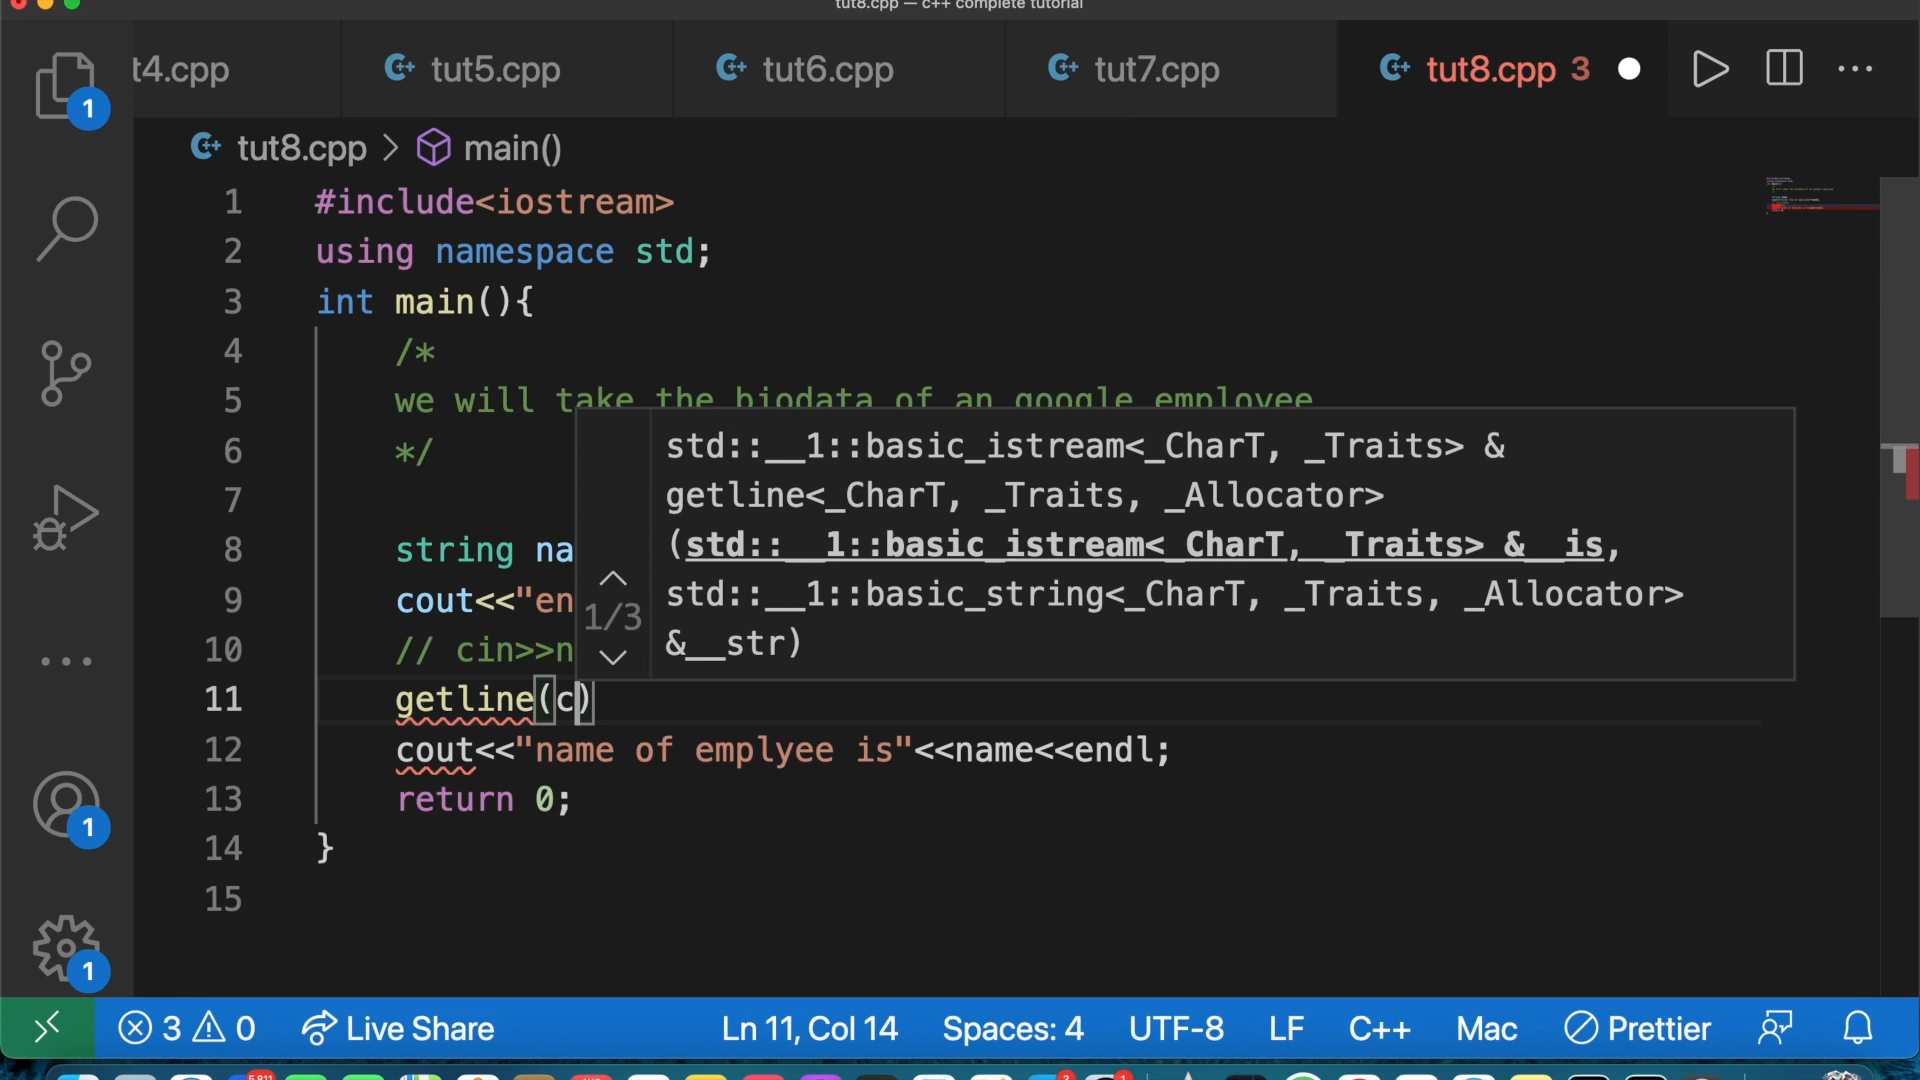 tut8.cpp — c++ complete tutorial
t4.cpp
tut5.cpp
tut6.cpp
tut7.cpp
tut8.cpp 3
1
tut8.cpp > main()
1 #include<iostream>
2 using namespace std;
3 int main(){
4 /*
5 we will take the biodata of an google employee
6 */
7
8 string na
9 cout<<"en
10 // cin>>n
11 getline(c)
12 cout<<"name of emplyee is"<<name<<endl;
13 return 0;
14 }
15
std::__1::basic_istream<_CharT, _Traits> &
getline<_CharT, _Traits, _Allocator>
(std::__1::basic_istream<_CharT, _Traits> &__is,
1/3
std::__1::basic_string<_CharT, _Traits, _Allocator>
&__str)
1
1
3 0 Live Share Ln 11, Col 14 Spaces: 4 UTF-8 LF C++ Mac Prettier